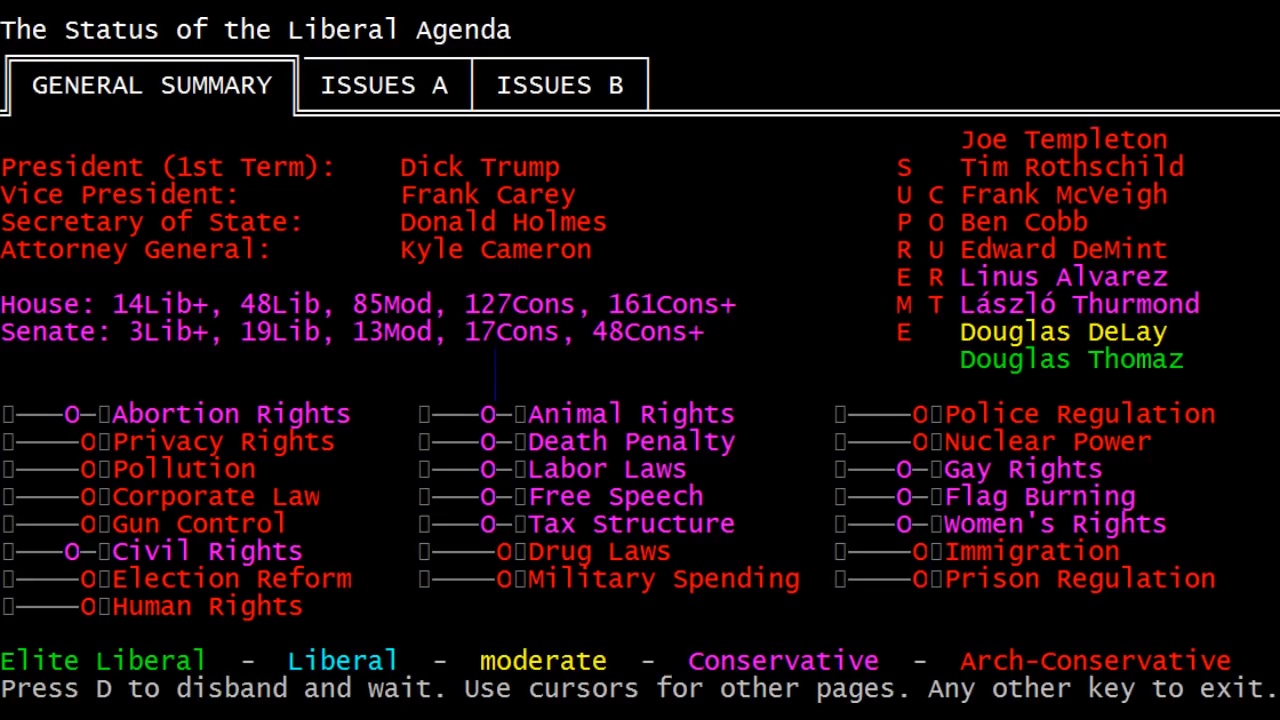 The Status of the Liberal Agenda
GENERAL SUMMARY ISSUES A ISSUES B
Joe Templeton
President (1st Term): Dick Trump S Tim Rothschild
Vice President: Frank Carey U C Frank McVeigh
Secretary of State: Donald Holmes P O Ben Cobb
Attorney General: Kyle Cameron R U Edward DeMint
E R Linus Alvarez
House: 14Lib+, 48Lib, 85Mod, 127Cons, 161Cons+ M T László Thurmond
Senate: 3Lib+, 19Lib, 13Mod, 17Cons, 48Cons+ E Douglas DeLay
Douglas Thomaz
Abortion Rights Animal Rights Police Regulation
Privacy Rights Death Penalty Nuclear Power
Pollution Labor Laws Gay Rights
Corporate Law Free Speech Flag Burning
Gun Control Tax Structure Women's Rights
Civil Rights Drug Laws Immigration
Election Reform Military Spending Prison Regulation
Human Rights
Elite Liberal - Liberal - moderate - Conservative - Arch-Conservative
Press D to disband and wait. Use cursors for other pages. Any other key to exit.